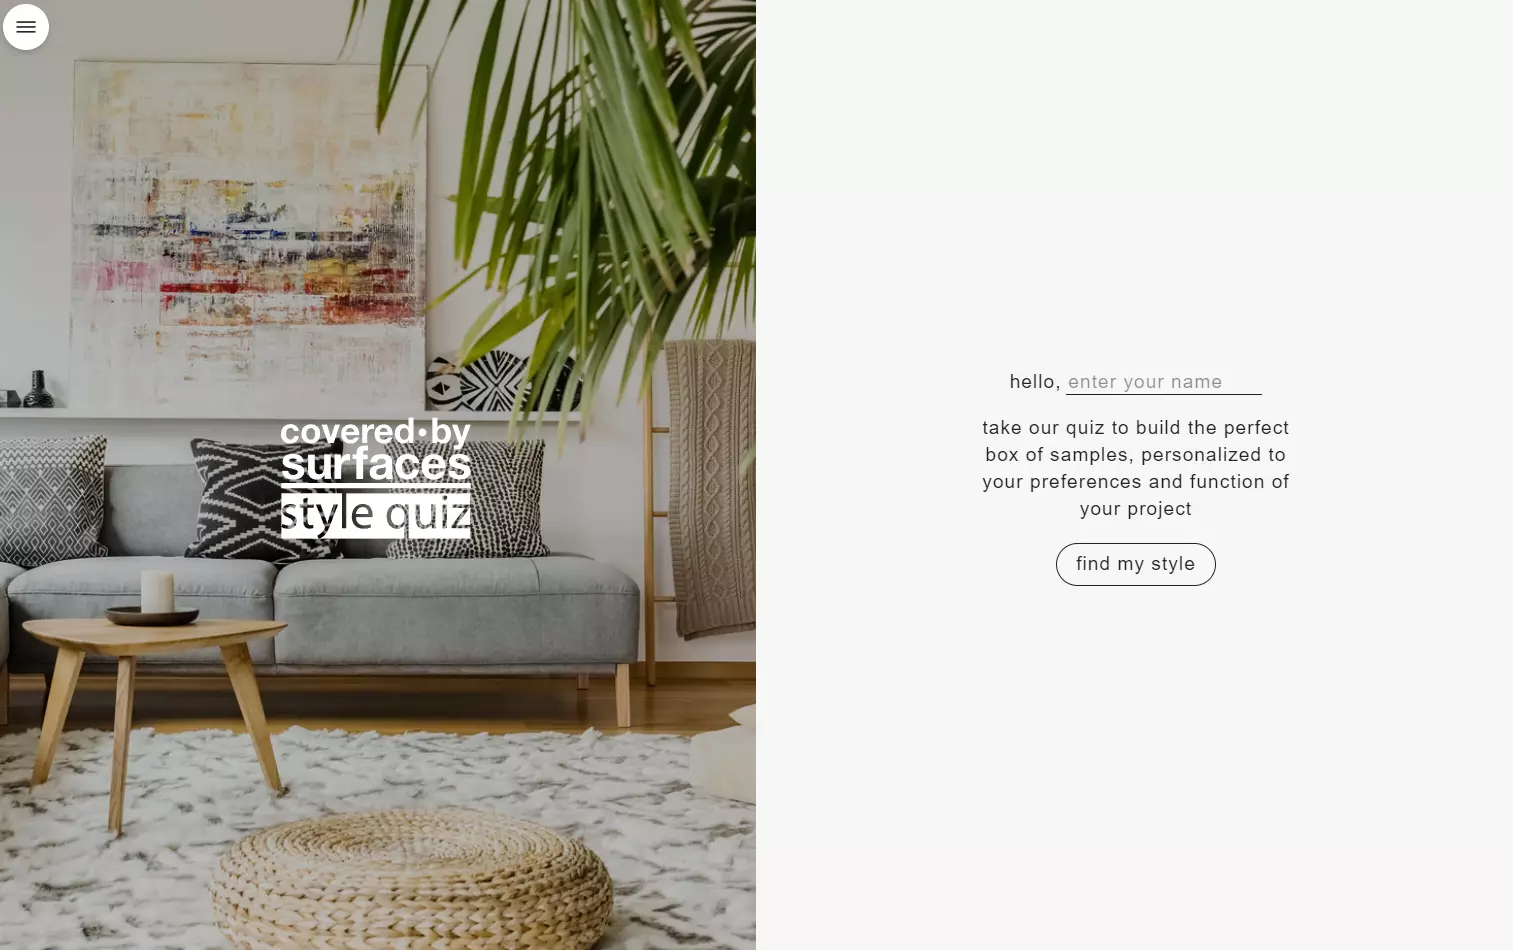 covered·by
surfaces
style quiz
hello, enter your name
take our quiz to build the perfect
box of samples, personalized to
your preferences and function of
your project
find my style